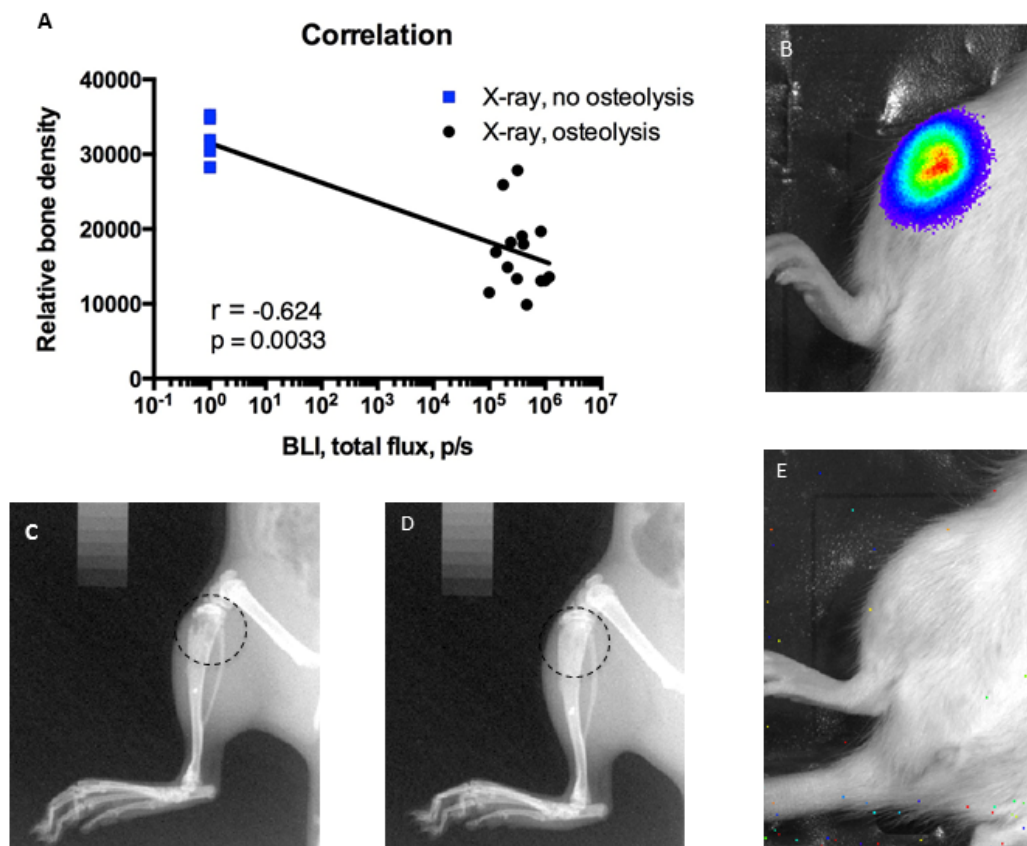 A
Correlation
40000
30000
20000
10000
0
Relative bone density
X-ray, no osteolysis
X-ray, osteolysis
r = -0.624
p = 0.0033
10⁻¹ 10⁰ 10¹ 10² 10³ 10⁴ 10⁵ 10⁶ 10⁷
BLI, total flux, p/s
B
C
D
E